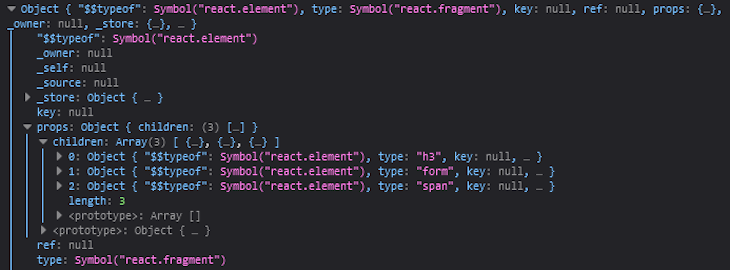 Object { "$$typeof": Symbol("react.element"), type: Symbol("react.fragment"), key: null, ref: null, props: {…},
_owner: null, _store: {…}, … }
"$$typeof": Symbol("react.element")
_owner: null
_self: null
_source: null
_store: Object { … }
key: null
props: Object { children: (3) […] }
children: Array(3) [ {…}, {…}, {…} ]
0: Object { "$$typeof": Symbol("react.element"), type: "h3", key: null, … }
1: Object { "$$typeof": Symbol("react.element"), type: "form", key: null, … }
2: Object { "$$typeof": Symbol("react.element"), type: "span", key: null, … }
length: 3
<prototype>: Array []
<prototype>: Object { … }
ref: null
type: Symbol("react.fragment")